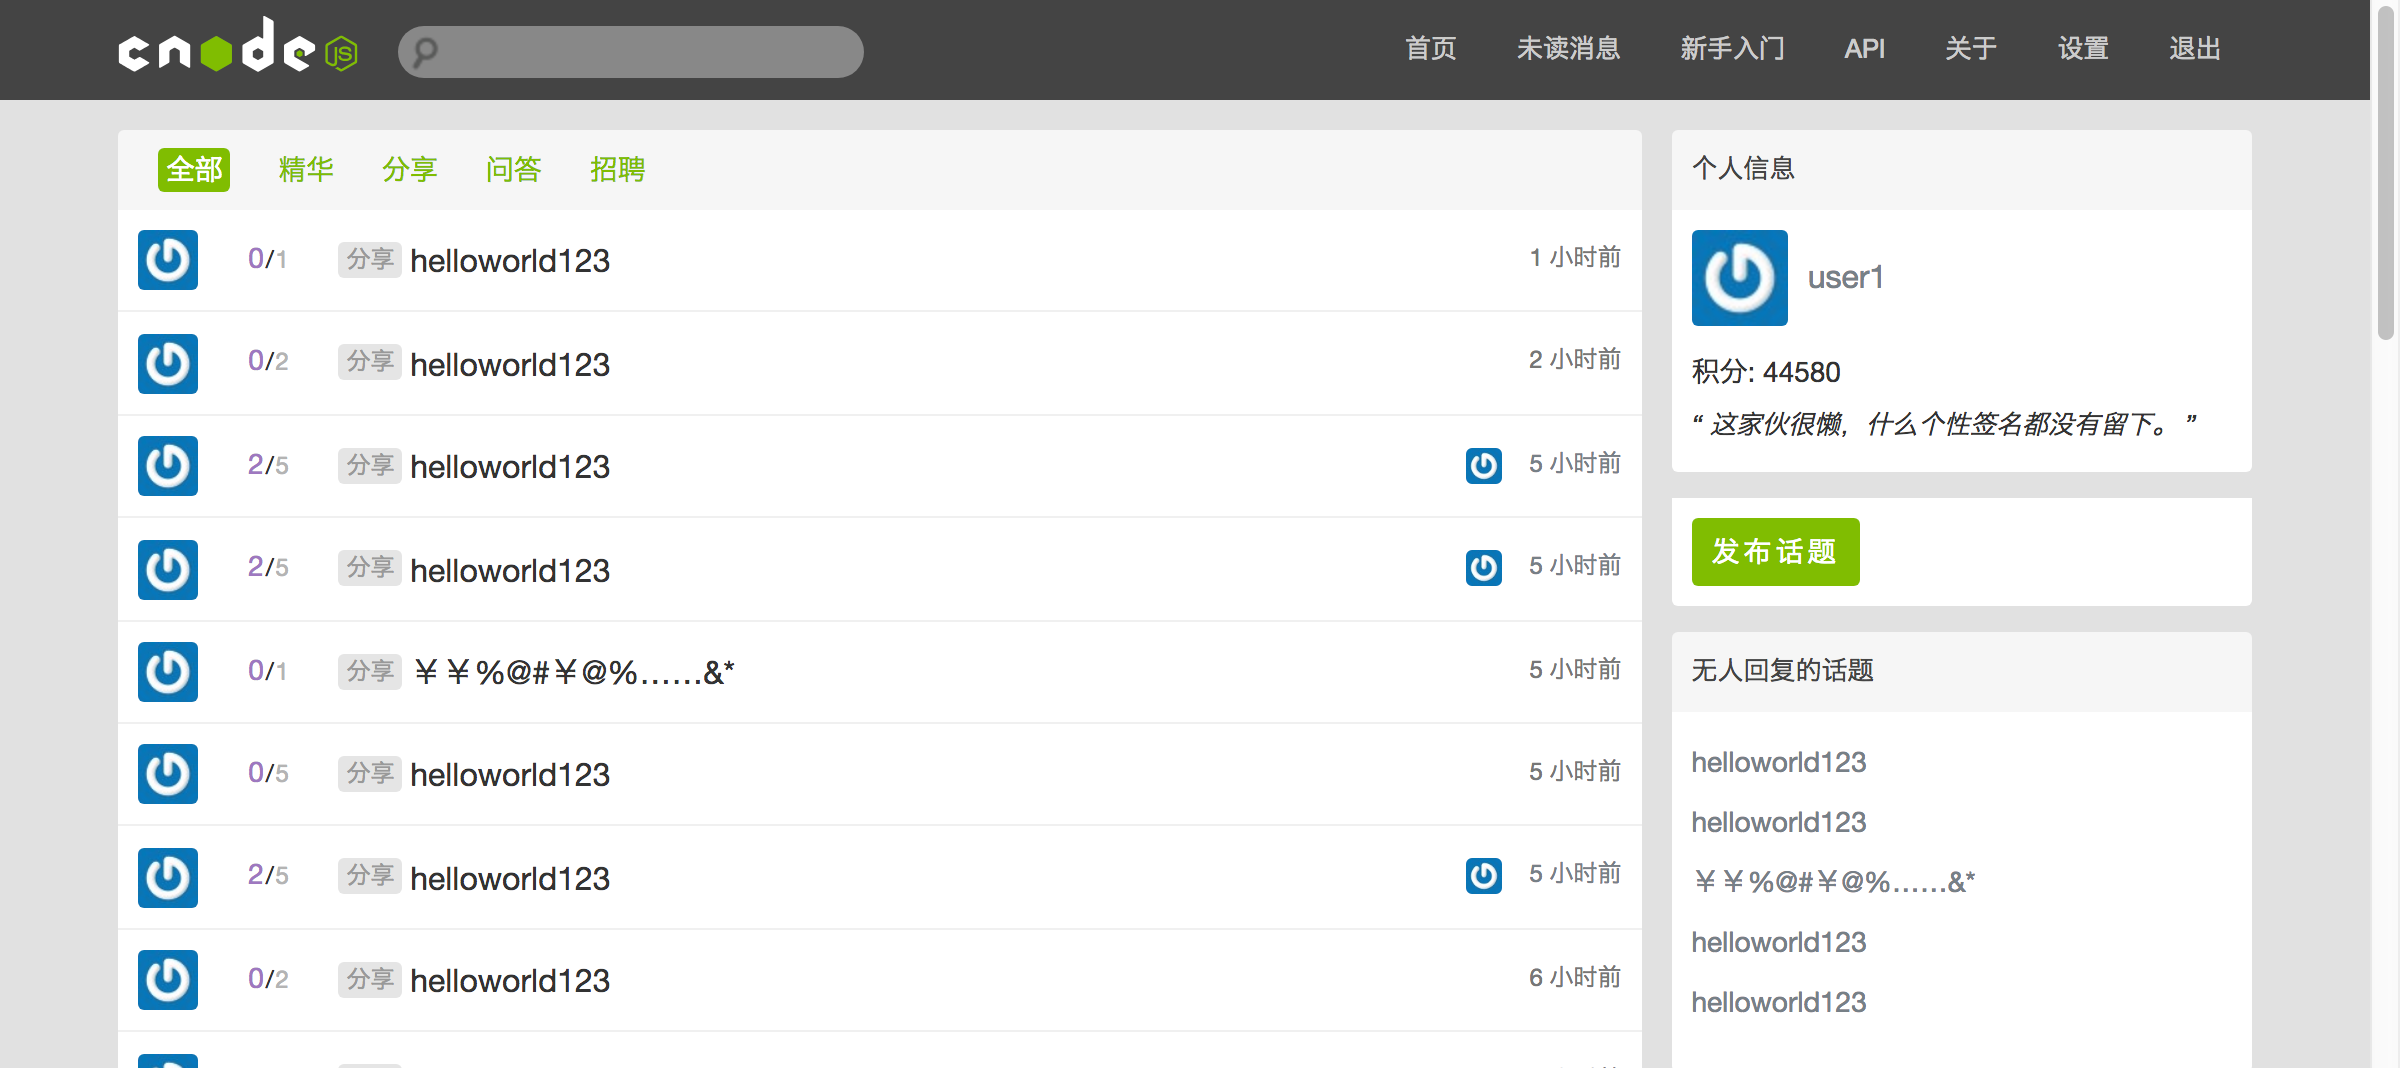 cnode JS
首页 未读消息 新手入门 API 关于 设置 退出
全部 精华 分享 问答 招聘
0/1 分享 helloworld123 1 小时前
0/2 分享 helloworld123 2 小时前
2/5 分享 helloworld123 5 小时前
2/5 分享 helloworld123 5 小时前
0/1 分享 ￥￥%@#￥@%……&* 5 小时前
0/5 分享 helloworld123 5 小时前
2/5 分享 helloworld123 5 小时前
0/2 分享 helloworld123 6 小时前
个人信息
user1
积分: 44580
“ 这家伙很懒，什么个性签名都没有留下。 ”
发布话题
无人回复的话题
helloworld123
helloworld123
￥￥%@#￥@%……&*
helloworld123
helloworld123